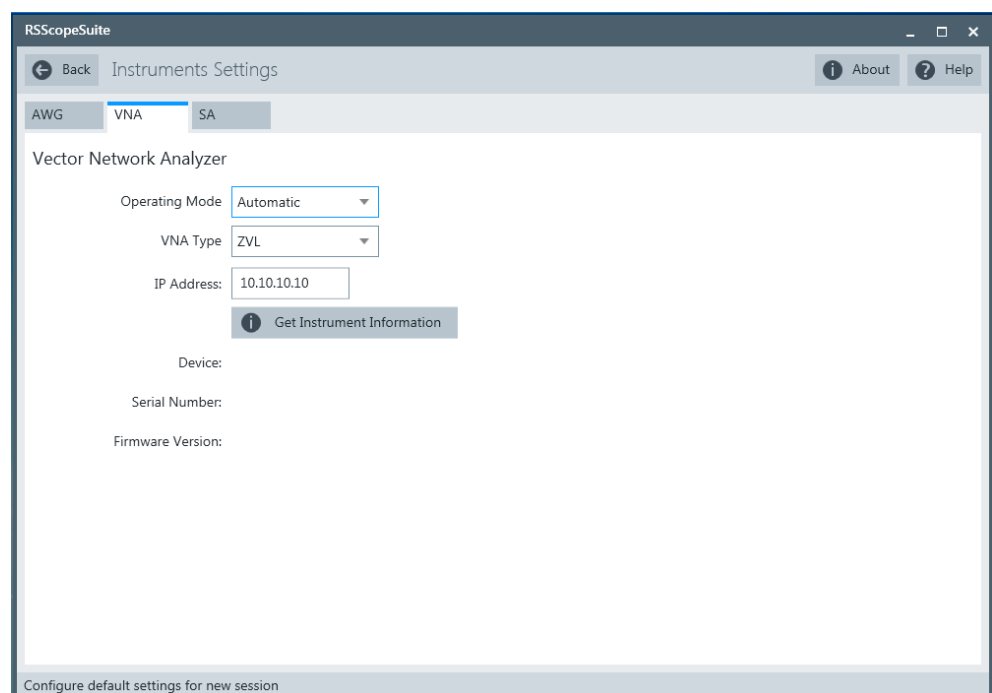 RSScopeSuite
Back Instruments Settings About Help
AWG VNA SA
Vector Network Analyzer
Operating Mode Automatic
VNA Type ZVL
IP Address: 10.10.10.10
Get Instrument Information
Device:
Serial Number:
Firmware Version:
Configure default settings for new session